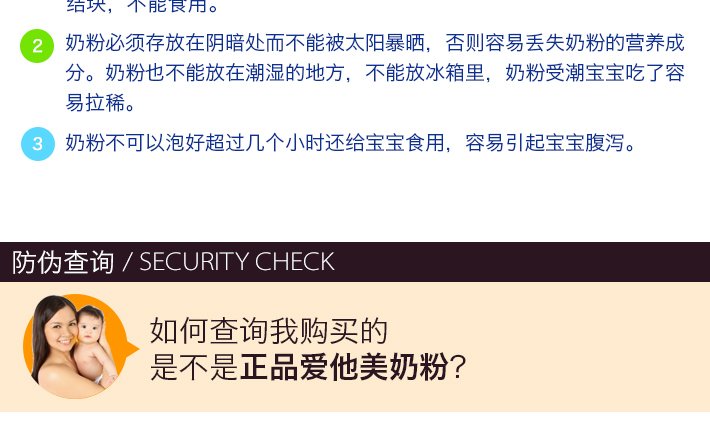 结块，不能食用。
2 奶粉必须存放在阴暗处而不能被太阳暴晒，否则容易丢失奶粉的营养成
分。奶粉也不能放在潮湿的地方，不能放冰箱里，奶粉受潮宝宝吃了容
易拉稀。
3 奶粉不可以泡好超过几个小时还给宝宝食用，容易引起宝宝腹泻。
防伪查询 / SECURITY CHECK
如何查询我购买的
是不是正品爱他美奶粉？